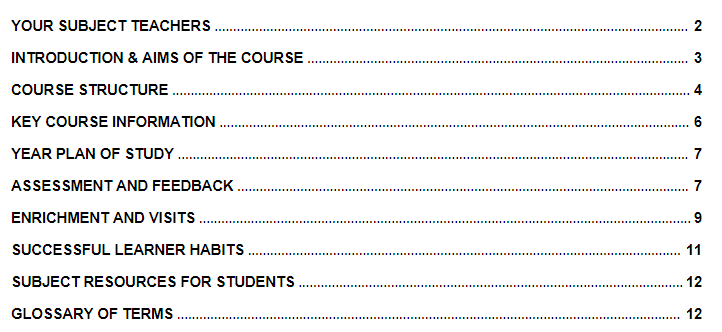 YOUR SUBJECT TEACHERS ........................................................ 2
INTRODUCTION & AIMS OF THE COURSE ........................................................ 3
COURSE STRUCTURE ........................................................ 4
KEY COURSE INFORMATION ........................................................ 6
YEAR PLAN OF STUDY ........................................................ 7
ASSESSMENT AND FEEDBACK ........................................................ 7
ENRICHMENT AND VISITS ........................................................ 9
SUCCESSFUL LEARNER HABITS ........................................................ 11
SUBJECT RESOURCES FOR STUDENTS ........................................................ 12
GLOSSARY OF TERMS ........................................................ 12